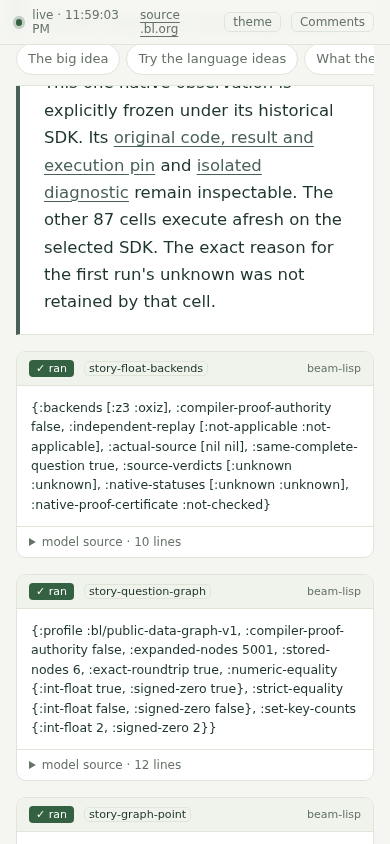 live · 11:59:03 PM
source .bl.org
theme
Comments
The big idea
Try the language ideas
What the
This one native observation is
explicitly frozen under its historical
SDK. Its original code, result and
execution pin and isolated
diagnostic remain inspectable. The
other 87 cells execute afresh on the
selected SDK. The exact reason for
the first run's unknown was not
retained by that cell.
✓ ran story-float-backends beam-lisp
{:backends [:z3 :oxiz], :compiler-proof-authority
false, :independent-replay [:not-applicable :not-
applicable], :actual-source [nil nil], :same-complete-
question true, :source-verdicts [:unknown
:unknown], :native-statuses [:unknown :unknown],
:native-proof-certificate :not-checked}
▶ model source · 10 lines
✓ ran story-question-graph beam-lisp
{:profile :bl/public-data-graph-v1, :compiler-proof-
authority false, :expanded-nodes 5001, :stored-
nodes 6, :exact-roundtrip true, :numeric-equality
{:int-float true, :signed-zero true}, :strict-equality
{:int-float false, :signed-zero false}, :set-key-counts
{:int-float 2, :signed-zero 2}}
▶ model source · 12 lines
✓ ran story-graph-point beam-lisp